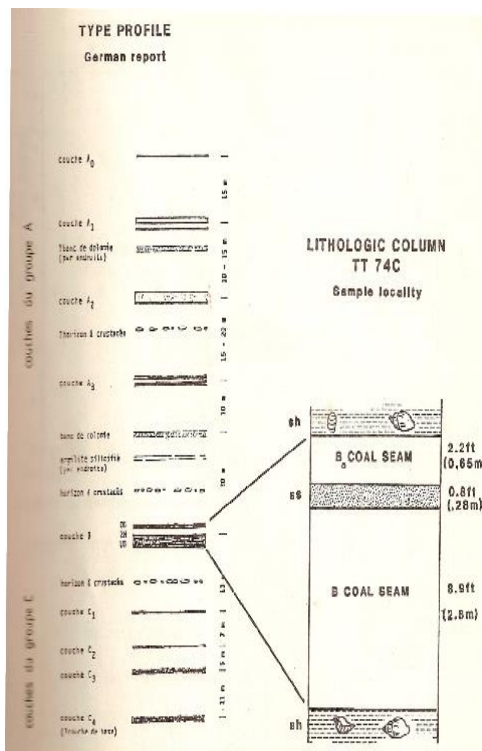 TYPE PROFILE
German report
couche A0
15 m
couche A1
banc de dolomie
(par endroits)
10 - 15 m
couche A2
horizon à crustacés
15 - 22 m
couche A3
10 m
banc de dolomie
argilite silicifiée
(par endroits)
horizon à crustacés
couche B
horizon à crustacés
couche C1
couche C2
couche C3
couche C4
couches du groupe A
couches du groupe C
LITHOLOGIC COLUMN
TT 74C
Sample locality
sh
B COAL SEAM
2.2ft
(0,65m)
ss
0.8ft
(.28m)
B COAL SEAM
8.9ft
sh